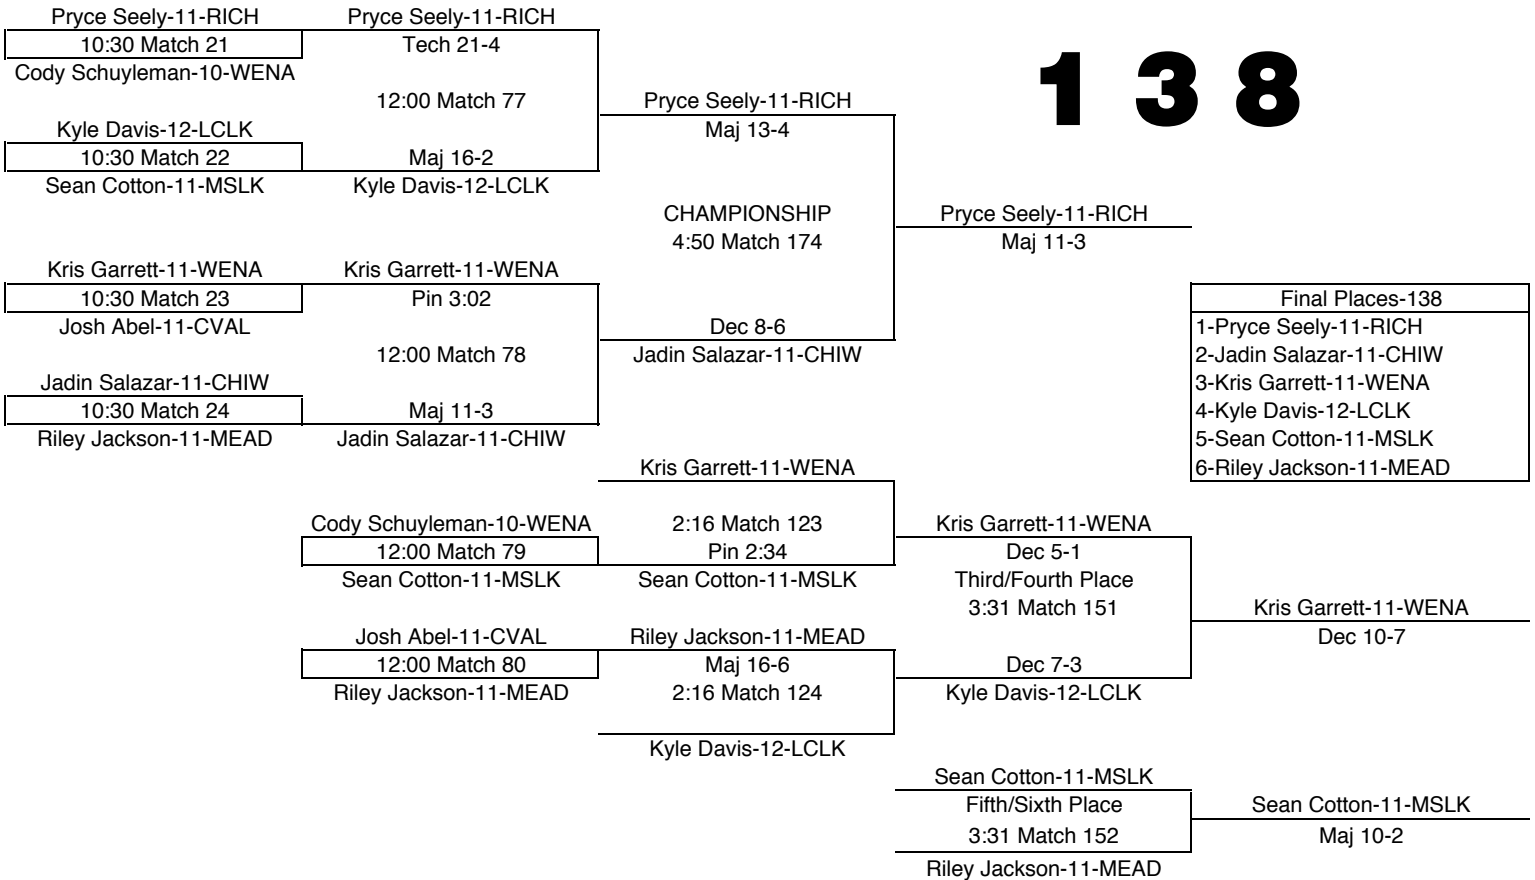 Pryce Seely-11-RICH Pryce Seely-11-RICH
10:30 Match 21 Tech 21-4
Cody Schuyleman-10-WENA
12:00 Match 77 Pryce Seely-11-RICH
1 3 8
Kyle Davis-12-LCLK Maj 13-4
10:30 Match 22 Maj 16-2
Sean Cotton-11-MSLK Kyle Davis-12-LCLK
CHAMPIONSHIP Pryce Seely-11-RICH
4:50 Match 174 Maj 11-3
Kris Garrett-11-WENA Kris Garrett-11-WENA
10:30 Match 23 Pin 3:02 Final Places-138
Josh Abel-11-CVAL Dec 8-6 1-Pryce Seely-11-RICH
12:00 Match 78 Jadin Salazar-11-CHIW 2-Jadin Salazar-11-CHIW
Jadin Salazar-11-CHIW 3-Kris Garrett-11-WENA
10:30 Match 24 Maj 11-3 4-Kyle Davis-12-LCLK
Riley Jackson-11-MEAD Jadin Salazar-11-CHIW 5-Sean Cotton-11-MSLK
Kris Garrett-11-WENA 6-Riley Jackson-11-MEAD
Cody Schuyleman-10-WENA 2:16 Match 123 Kris Garrett-11-WENA
12:00 Match 79 Pin 2:34 Dec 5-1
Sean Cotton-11-MSLK Sean Cotton-11-MSLK Third/Fourth Place
3:31 Match 151 Kris Garrett-11-WENA
Josh Abel-11-CVAL Riley Jackson-11-MEAD Dec 10-7
12:00 Match 80 Maj 16-6 Dec 7-3
Riley Jackson-11-MEAD 2:16 Match 124 Kyle Davis-12-LCLK
Kyle Davis-12-LCLK
Sean Cotton-11-MSLK
Fifth/Sixth Place Sean Cotton-11-MSLK
3:31 Match 152 Maj 10-2
Riley Jackson-11-MEAD